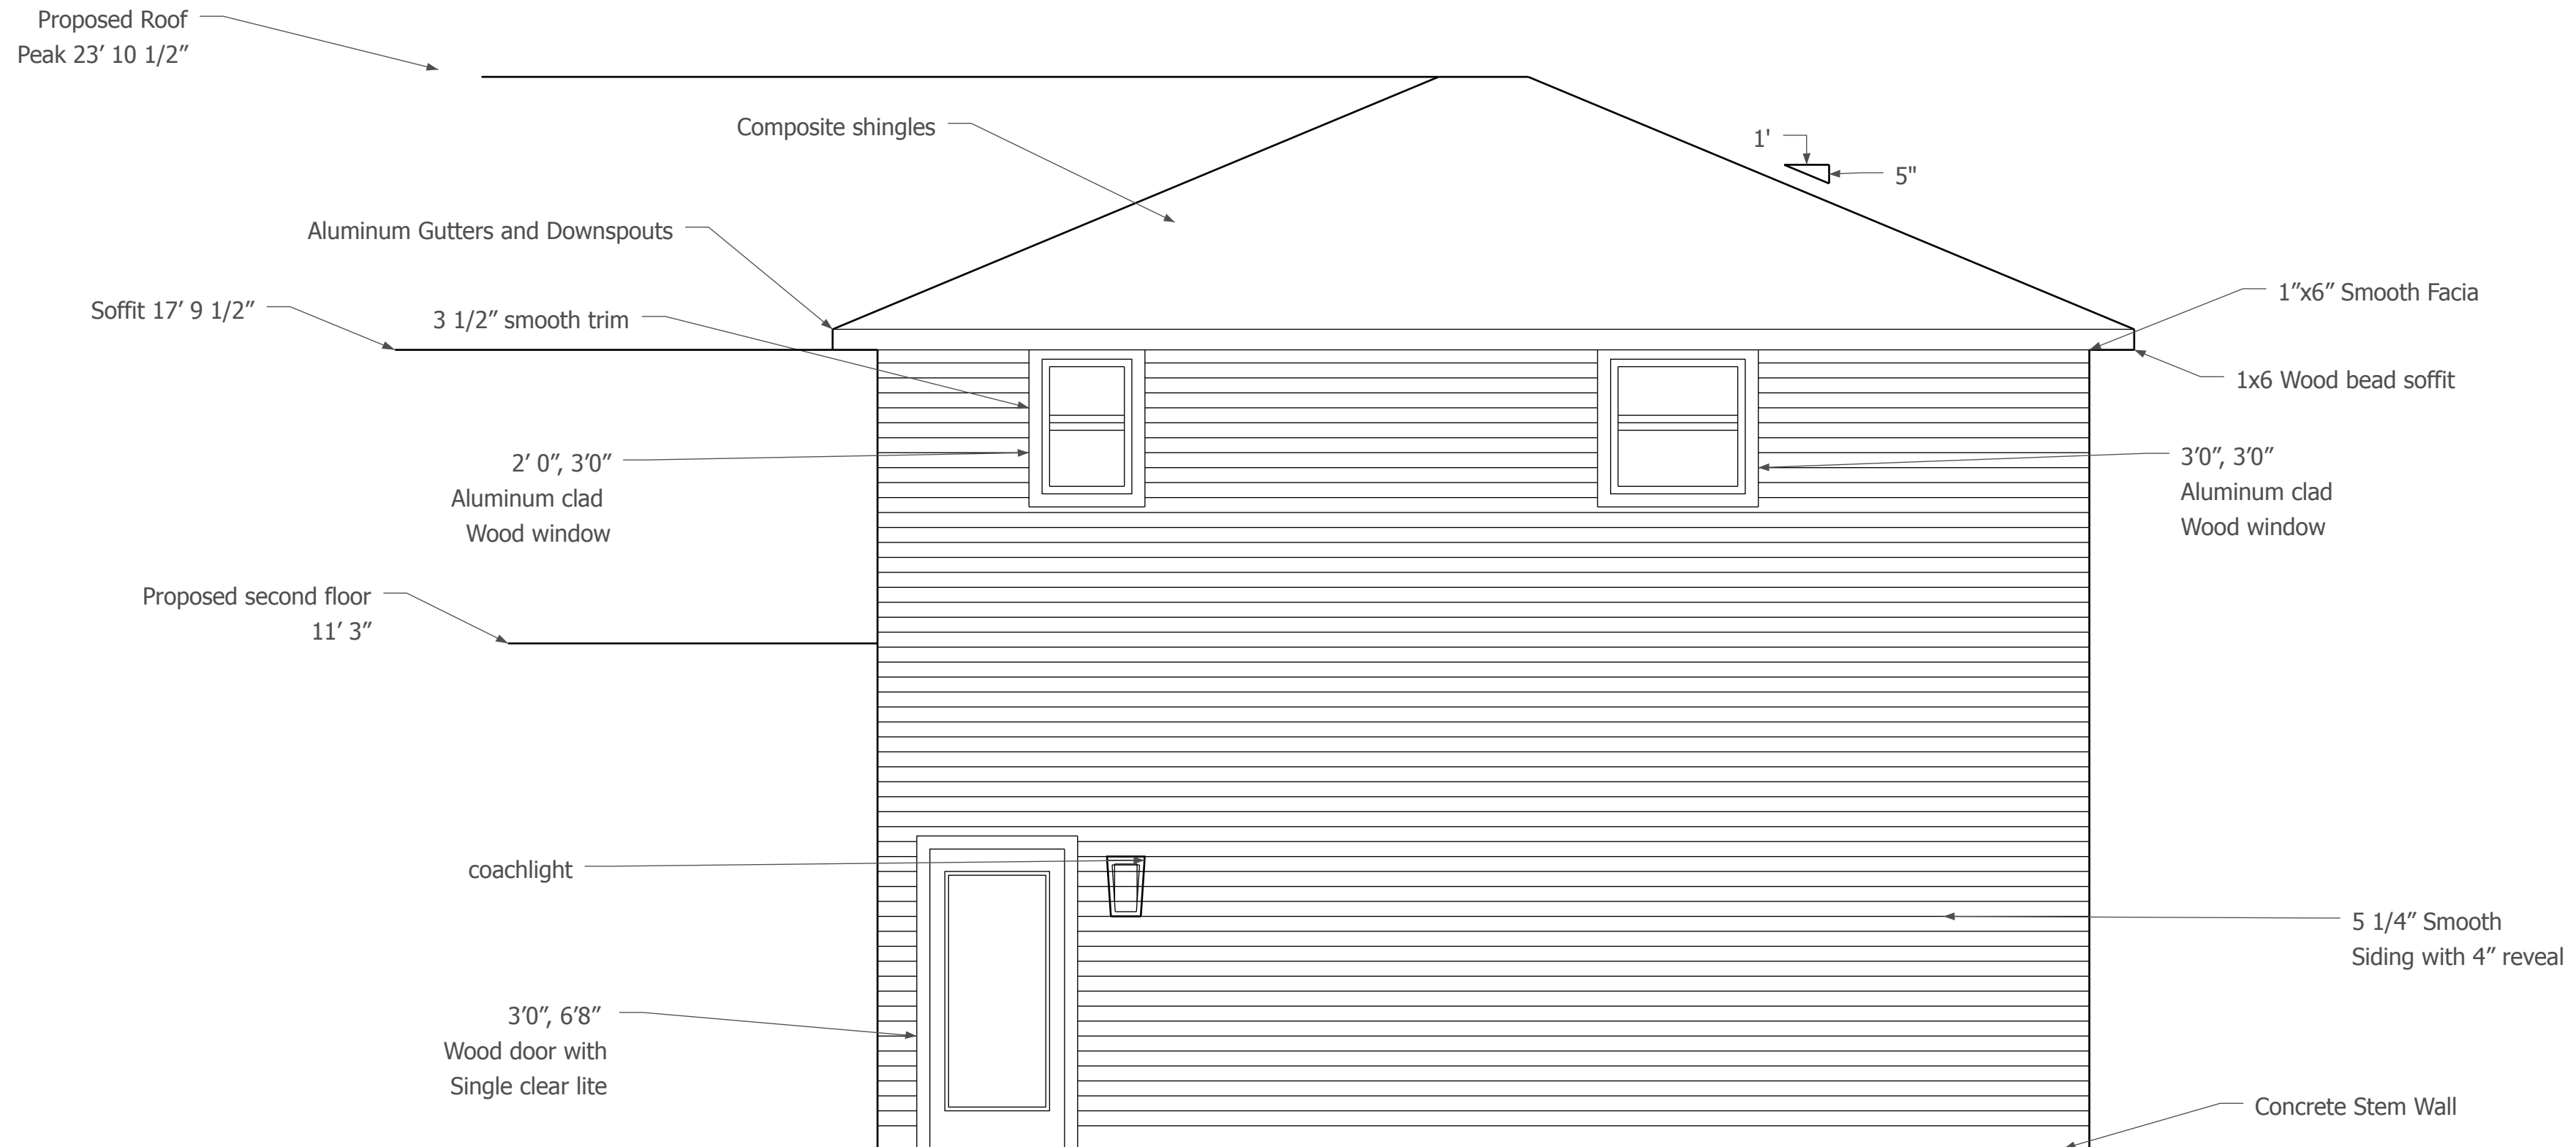 Proposed Roof
Peak 23′ 10 1/2″
Composite shingles
1'
5"
Aluminum Gutters and Downspouts
Soffit 17′ 9 1/2″
3 1/2″ smooth trim
1″x6″ Smooth Facia
1x6 Wood bead soffit
2′ 0″, 3′0″
Aluminum clad
Wood window
3′0″, 3′0″
Aluminum clad
Wood window
Proposed second floor
11′ 3″
coachlight
5 1/4″ Smooth
Siding with 4″ reveal
3′0″, 6′8″
Wood door with
Single clear lite
Concrete Stem Wall